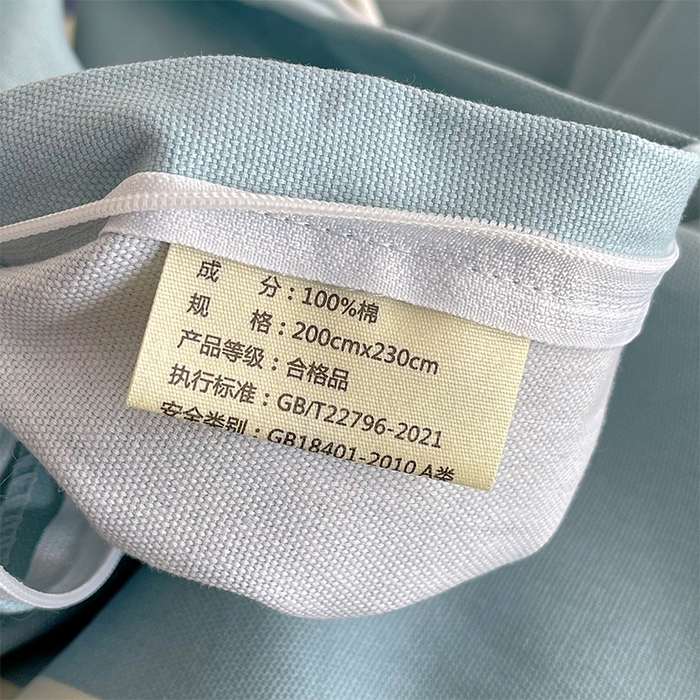 成 分：100%棉
规 格：200cmx230cm
产品等级：合格品
执行标准：GB/T22796-2021
安全类别：GB18401-2010 A类